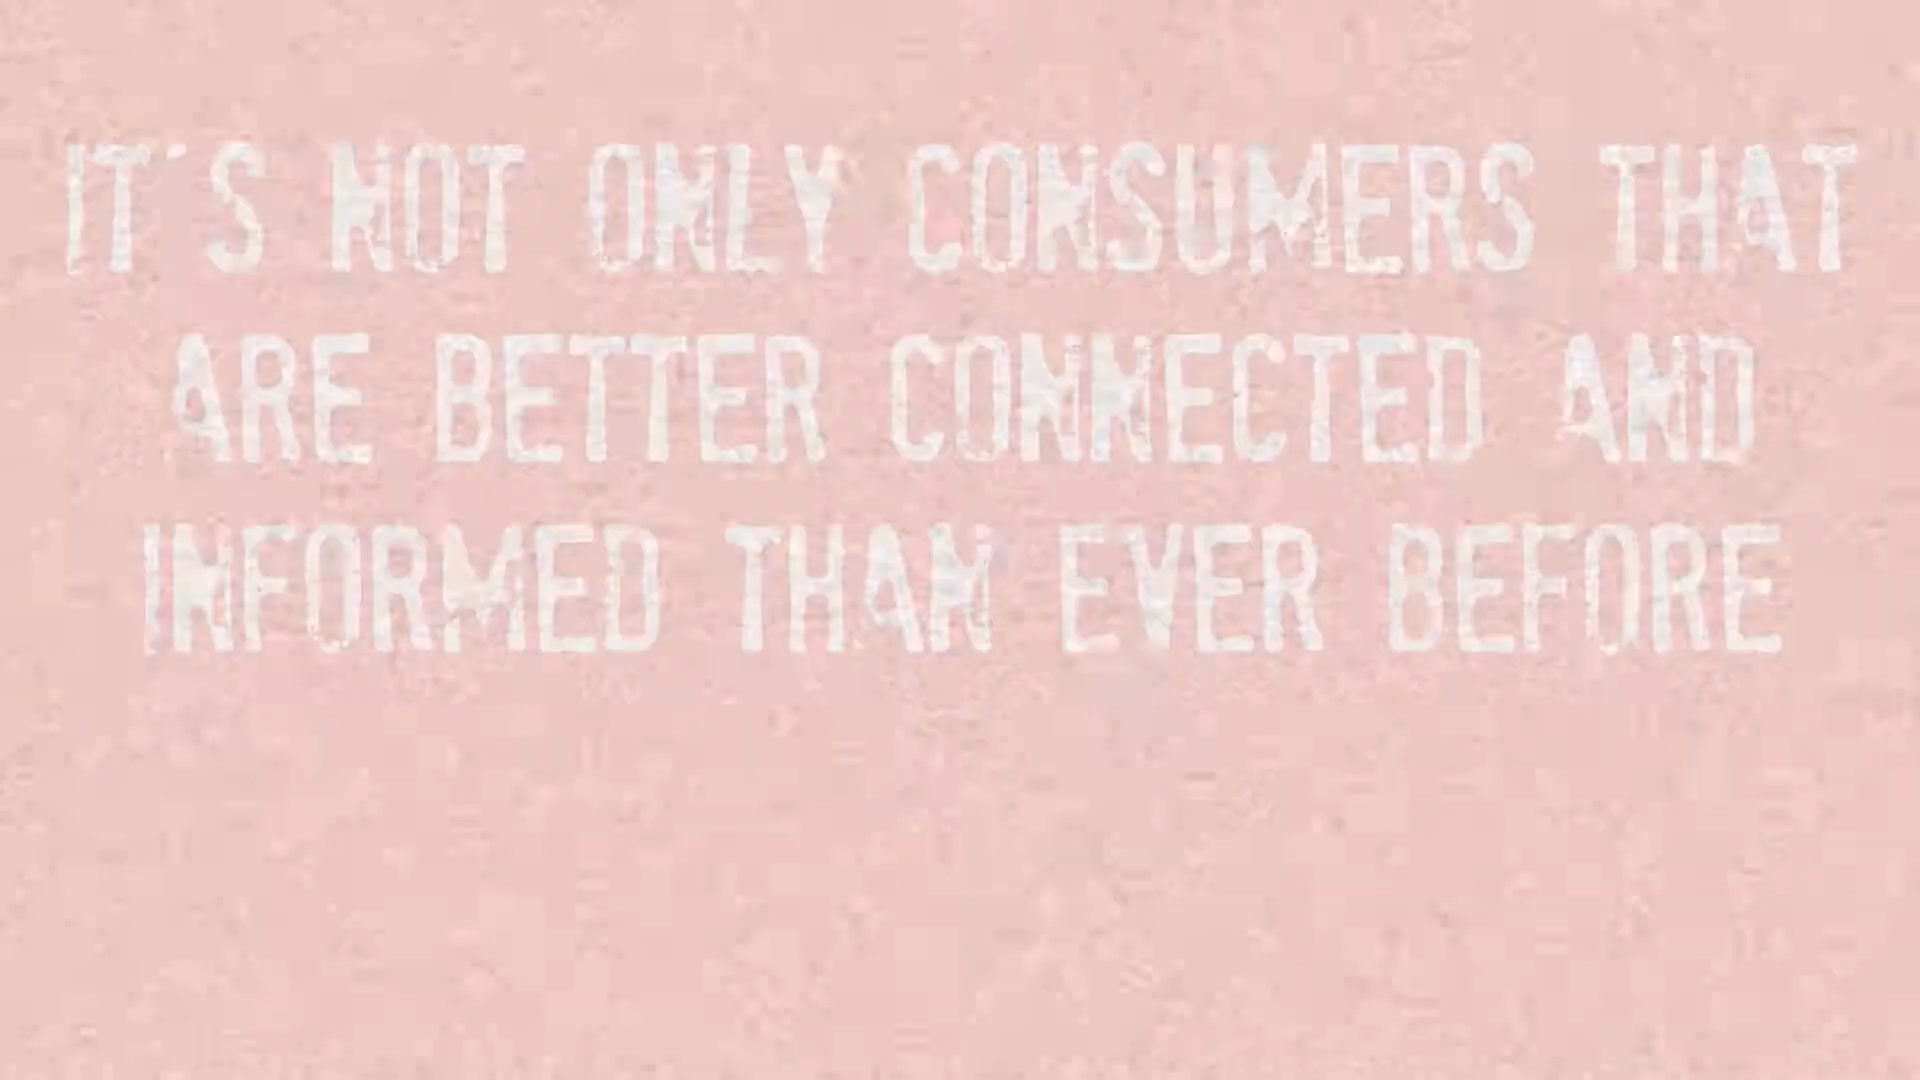 IT´S NOT ONLY CONSUMERS THAT
ARE BETTER CONNECTED AND
INFORMED THAN EVER BEFORE